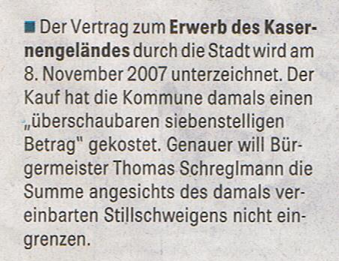 ■ Der Vertrag zum Erwerb des Kaser-
nengeländes durch die Stadt wird am
8. November 2007 unterzeichnet. Der
Kauf hat die Kommune damals einen
„überschaubaren siebenstelligen
Betrag“ gekostet. Genauer will Bür-
germeister Thomas Schreglmann die
Summe angesichts des damals ver-
einbarten Stillschweigens nicht ein-
grenzen.